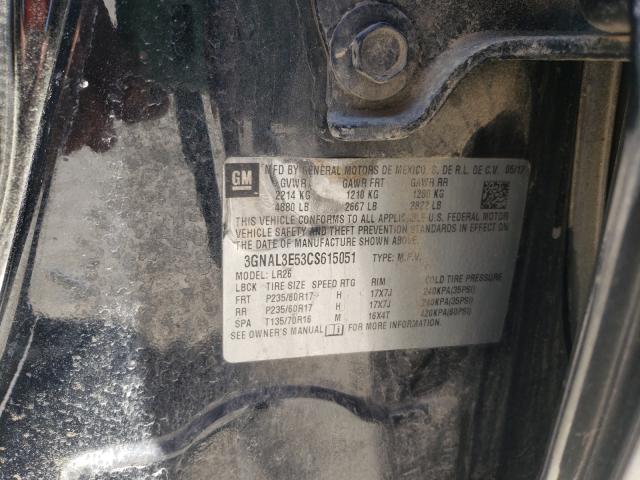 GM
MFD BY GENERAL MOTORS DE MEXICO, S. DE R.L. DE C.V. 05/17
GVWR GAWR FRT GAWR RR
2214 KG 1210 KG 1280 KG
4880 LB 2667 LB 2822 LB
THIS VEHICLE CONFORMS TO ALL APPLICABLE U.S. FEDERAL MOTOR
VEHICLE SAFETY AND THEFT PREVENTION STANDARDS IN EFFECT ON
THE DATE OF MANUFACTURE SHOWN ABOVE.
3GNAL3E53CS615051 TYPE: M.P.V.
MODEL: LR26
LBCK TIRE SIZE SPEED RTG RIM COLD TIRE PRESSURE
FRT P235/60R17 H 17X7J 240KPA(35PSI)
RR P235/60R17 H 17X7J 240KPA(35PSI)
SPA T135/70R16 M 16X4T 420KPA(60PSI)
SEE OWNER'S MANUAL